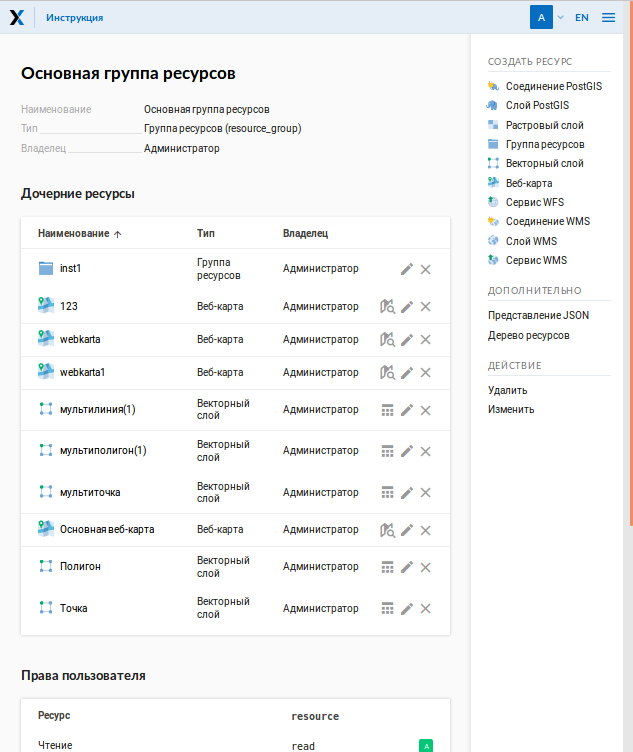 Инструкция
A
EN
Основная группа ресурсов
Наименование Основная группа ресурсов
Тип Группа ресурсов (resource_group)
Владелец Администратор
Дочерние ресурсы
Наименование Тип Владелец
inst1 Группа ресурсов Администратор
123 Веб-карта Администратор
webkarta Веб-карта Администратор
webkarta1 Веб-карта Администратор
мультилиния(1) Векторный слой Администратор
мультиполигон(1) Векторный слой Администратор
мультиточка Векторный слой Администратор
Основная веб-карта Веб-карта Администратор
Полигон Векторный слой Администратор
Точка Векторный слой Администратор
Права пользователя
Ресурс resource
Чтение read A
СОЗДАТЬ РЕСУРС
Соединение PostGIS
Слой PostGIS
Растровый слой
Группа ресурсов
Векторный слой
Веб-карта
Сервис WFS
Соединение WMS
Слой WMS
Сервис WMS
ДОПОЛНИТЕЛЬНО
Представление JSON
Дерево ресурсов
ДЕЙСТВИЕ
Удалить
Изменить